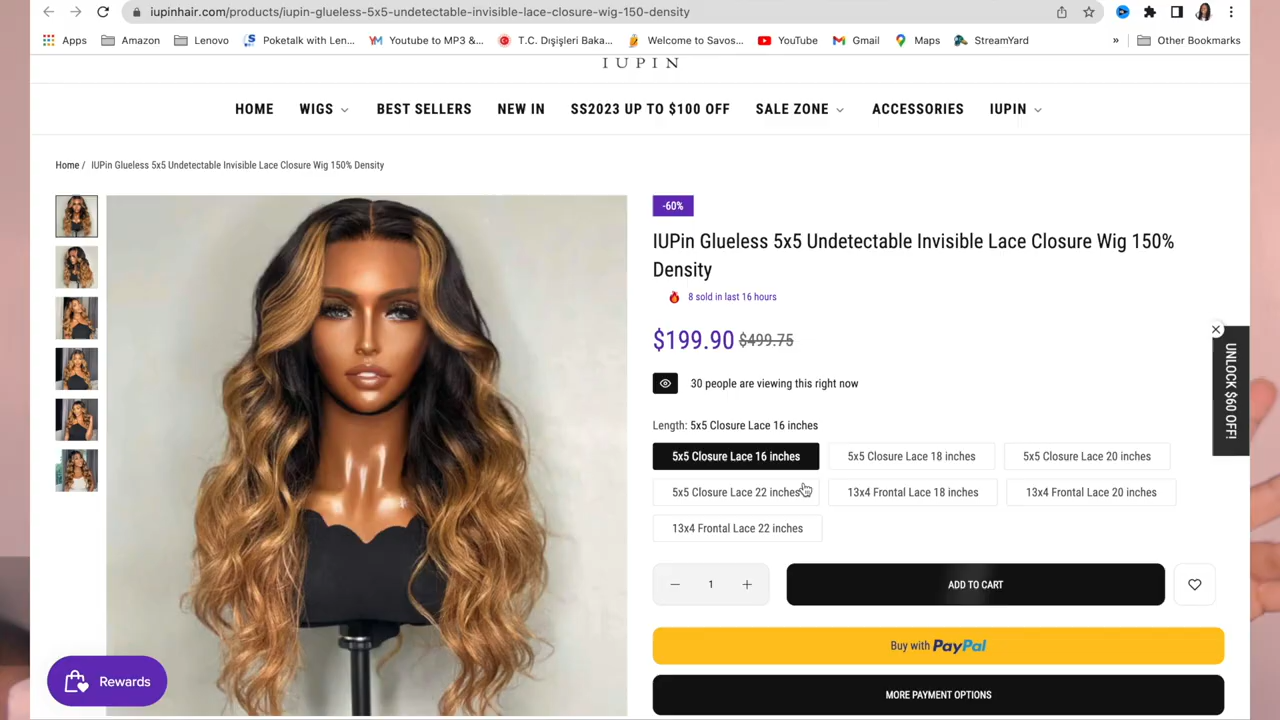 iupinhair.com/products/iupin-glueless-5x5-undetectable-invisible-lace-closure-wig-150-density
Apps Amazon Lenovo Poketalk with Len... Youtube to MP3 &... T.C. Dışişleri Baka... Welcome to Savos... YouTube Gmail Maps StreamYard » Other Bookmarks
IUPIN
HOME WIGS BEST SELLERS NEW IN SS2023 UP TO $100 OFF SALE ZONE ACCESSORIES IUPIN
Home / IUPin Glueless 5x5 Undetectable Invisible Lace Closure Wig 150% Density
-60%
IUPin Glueless 5x5 Undetectable Invisible Lace Closure Wig 150%
Density
8 sold in last 16 hours
$199.90 $499.75
30 people are viewing this right now
UNLOCK $60 OFF!
Length: 5x5 Closure Lace 16 inches
5x5 Closure Lace 16 inches 5x5 Closure Lace 18 inches 5x5 Closure Lace 20 inches
5x5 Closure Lace 22 inches 13x4 Frontal Lace 18 inches 13x4 Frontal Lace 20 inches
13x4 Frontal Lace 22 inches
1 ADD TO CART
Buy with PayPal
Rewards
MORE PAYMENT OPTIONS